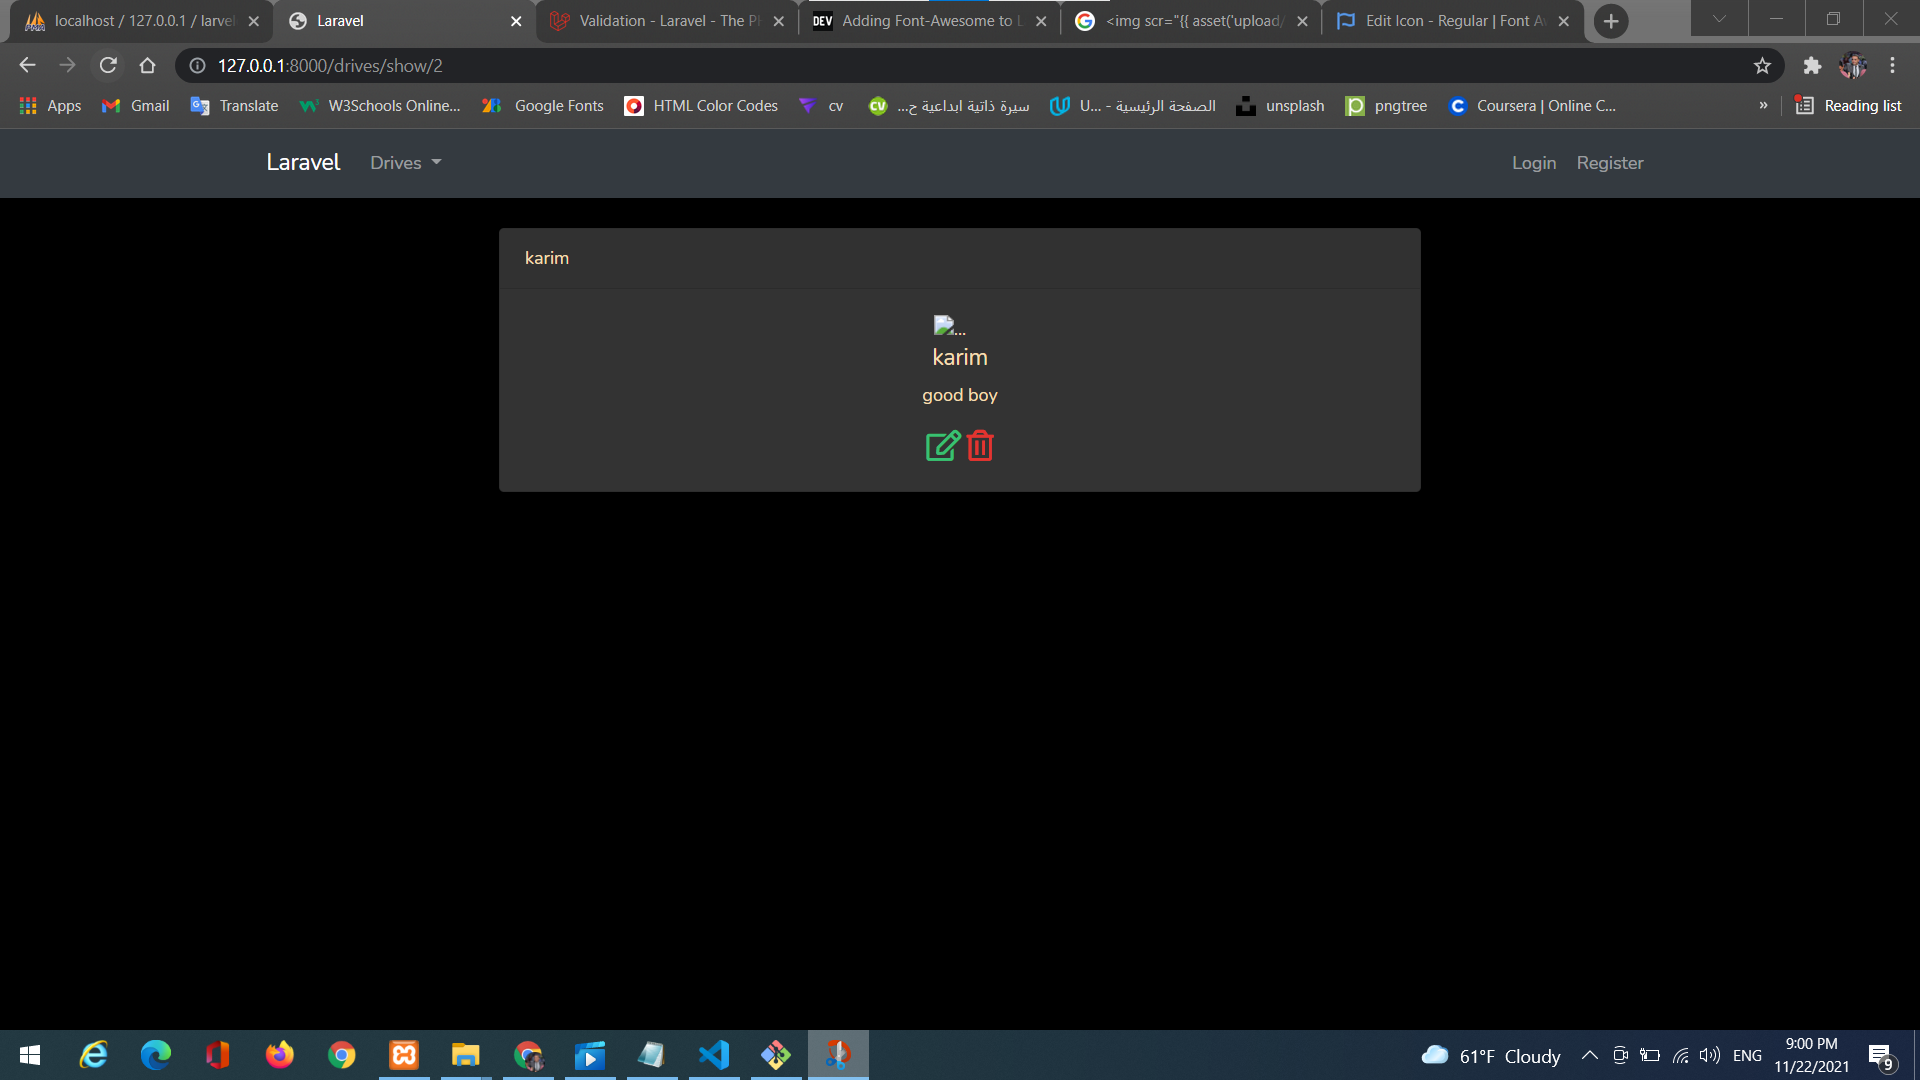 localhost / 127.0.0.1 / larvel
Laravel
Validation - Laravel - The P
DEV Adding Font-Awesome to L
<img scr="{{ asset('upload/
Edit Icon - Regular | Font A
127.0.0.1:8000/drives/show/2
Apps
Gmail
Translate
W3Schools Online...
Google Fonts
HTML Color Codes
cv
سيرة ذاتية ابداعية ح...
الصفحة الرئيسية - U...
unsplash
pngtree
Coursera | Online C...
»
Reading list
Laravel
Drives
Login
Register
karim
...
karim
good boy
61°F Cloudy
ENG
9:00 PM
11/22/2021
9